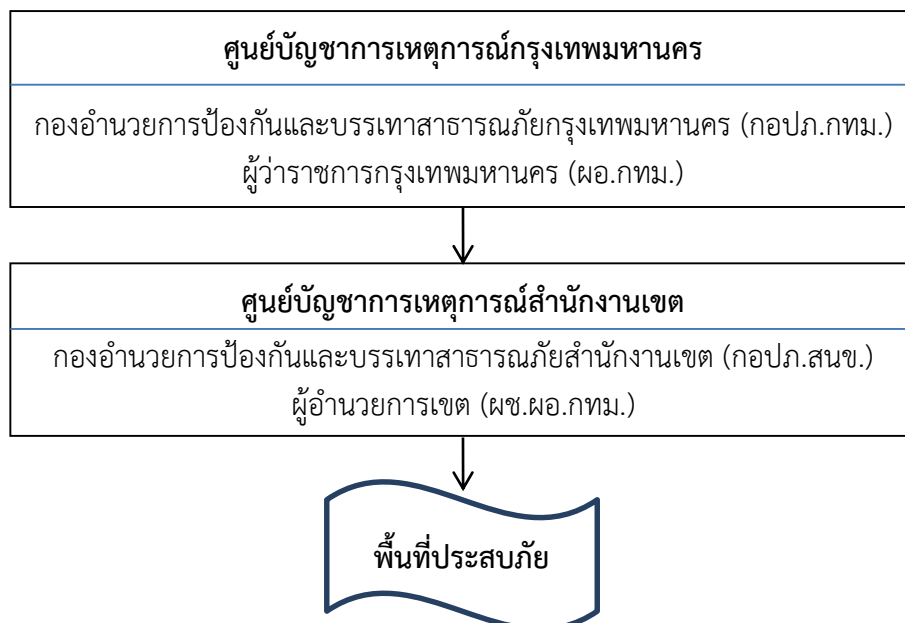 ศูนย์บัญชาการเหตุการณ์กรุงเทพมหานคร
กองอำนวยการป้องกันและบรรเทาสาธารณภัยกรุงเทพมหานคร (กอปภ.กทม.)
ผู้ว่าราชการกรุงเทพมหานคร (ผอ.กทม.)
ศูนย์บัญชาการเหตุการณ์สำนักงานเขต
กองอำนวยการป้องกันและบรรเทาสาธารณภัยสำนักงานเขต (กอปภ.สนข.)
ผู้อำนวยการเขต (ผช.ผอ.กทม.)
พื้นที่ประสบภัย